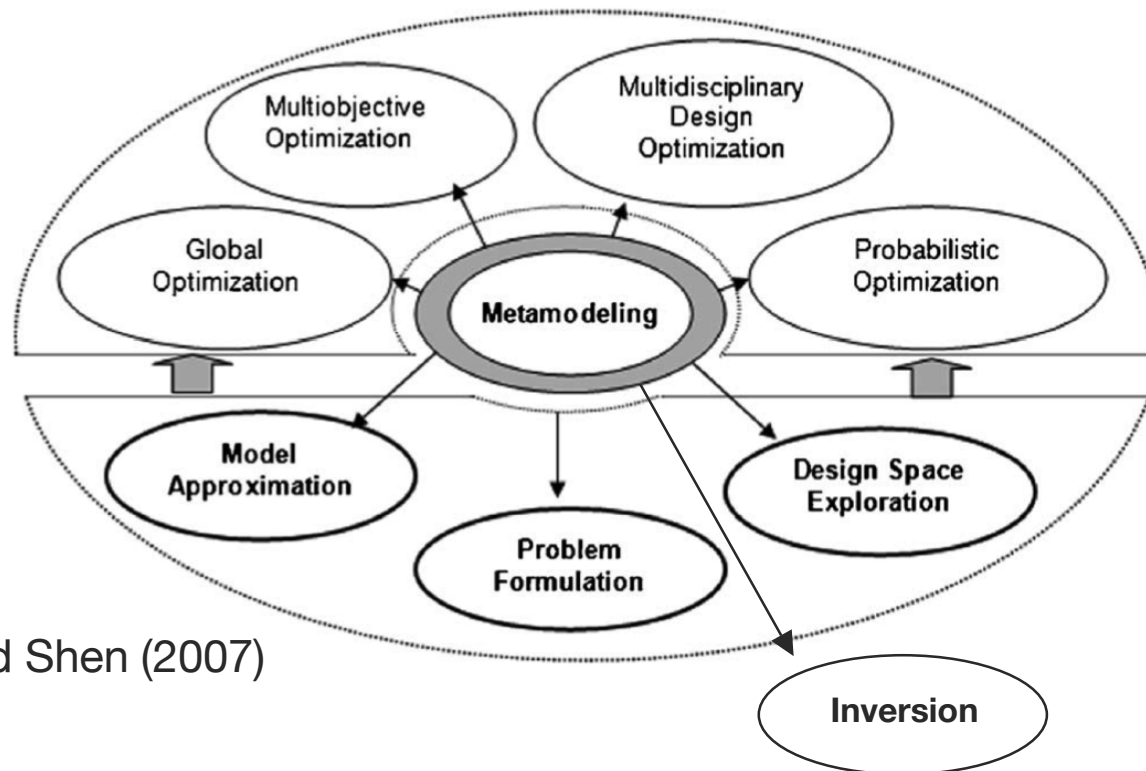 Multiobjective
Optimization
Multidisciplinary
Design
Optimization
Global
Optimization
Metamodeling
Probabilistic
Optimization
Model
Approximation
Problem
Formulation
Design Space
Exploration
Shen (2007)
Inversion